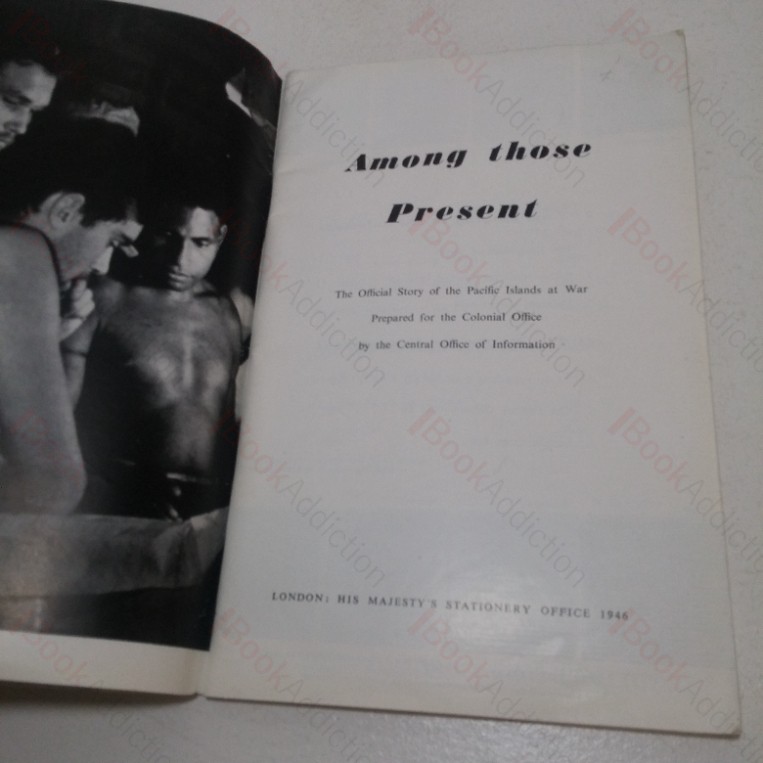 Among those
Present
The Official Story of the Pacific Islands at War
Prepared for the Colonial Office
by the Central Office of Information
LONDON: HIS MAJESTY'S STATIONERY OFFICE 1946
BookAddiction